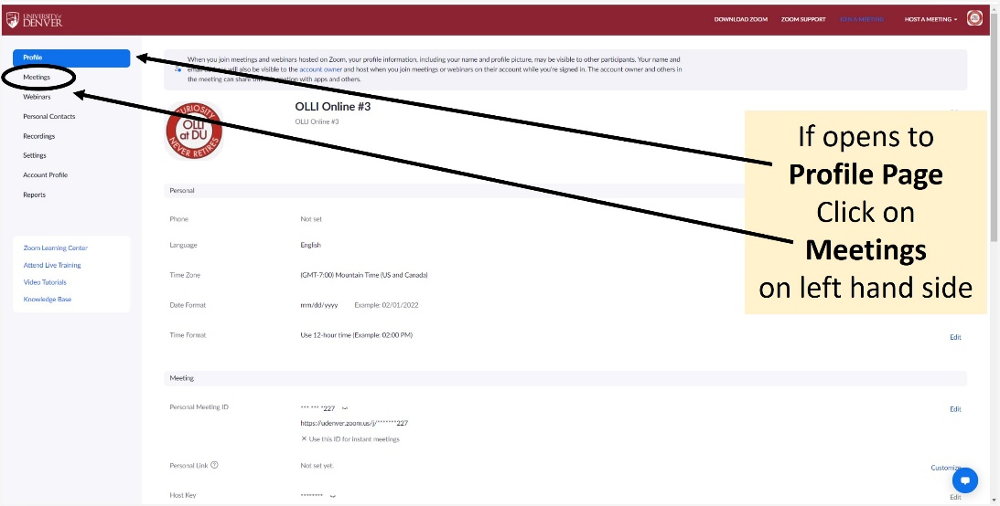 UNIVERSITY of
DENVER
DOWNLOAD ZOOM ZOOM SUPPORT JOIN A MEETING HOST A MEETING
Profile
Meetings
Webinars
Personal Contacts
Recordings
Settings
Account Profile
Reports
Zoom Learning Center
Attend Live Training
Video Tutorials
Knowledge Base
When you join meetings and webinars hosted on Zoom, your profile information, including your name and profile picture, may be visible to other participants. Your name and
will also be visible to the account owner and host when you join meetings or webinars on their account while you're signed in. The account owner and others in
the meeting can share this information with apps and others.
CURIOSITY
OLLI
at DU
NEVER RETIRES
OLLI Online #3
OLLI Online #3
If opens to
Profile Page
Click on
Meetings
on left hand side
Personal
Phone Not set
Language English
Time Zone (GMT-7:00) Mountain Time (US and Canada)
Date Format mm/dd/yyyy Example: 02/01/2022
Time Format Use 12-hour time (Example: 02:00 PM) Edit
Meeting
Personal Meeting ID *** *** *227 Edit
https://udenver.zoom.us/j/*******227
× Use this ID for instant meetings
Personal Link ? Not set yet. Customize
Host Key ******** Edit